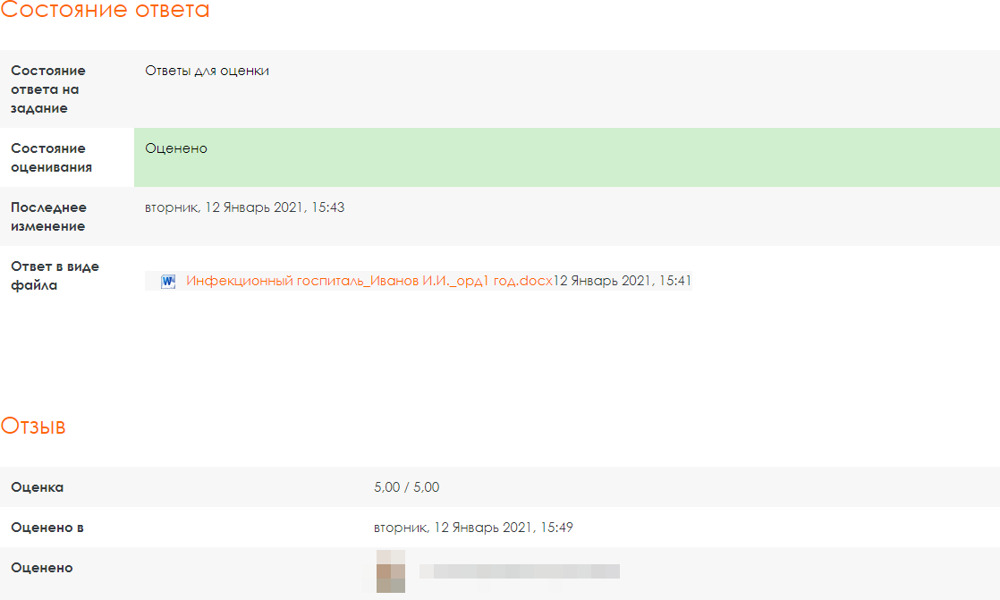 Состояние ответа
Состояние
ответа на
задание
Ответы для оценки
Состояние
оценивания
Оценено
Последнее
изменение
вторник, 12 Январь 2021, 15:43
Ответ в виде
файла
Инфекционный госпиталь_Иванов И.И._орд1 год.docx12 Январь 2021, 15:41
Отзыв
Оценка
5,00 / 5,00
Оценено в
вторник, 12 Январь 2021, 15:49
Оценено